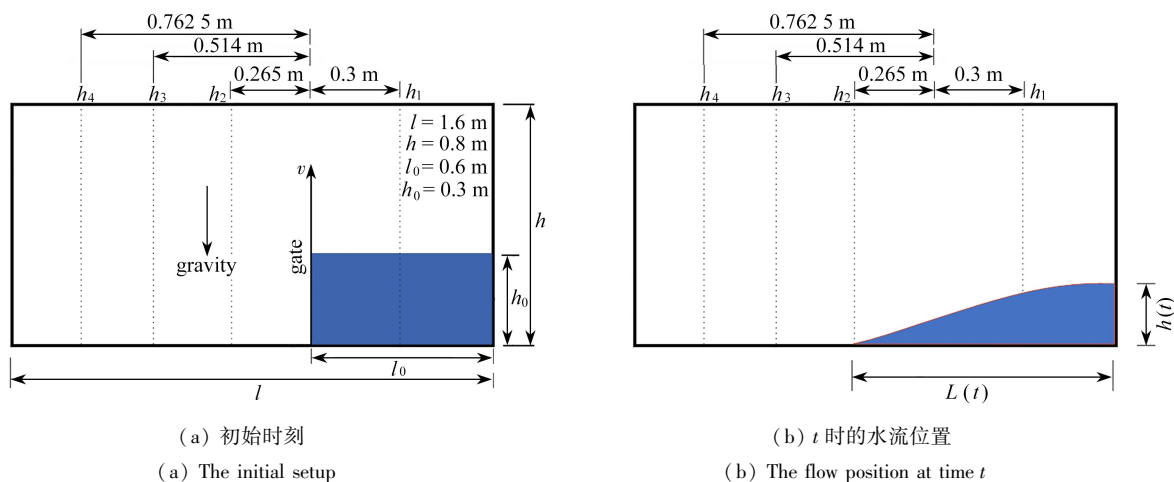 0.762 5 m
0.514 m
0.265 m
0.3 m
h4
h3
h2
h1
l = 1.6 m
h = 0.8 m
l0 = 0.6 m
h0 = 0.3 m
v
gate
gravity
h
h0
l0
l
0.762 5 m
0.514 m
0.265 m
0.3 m
h4
h3
h2
h1
h(t)
L(t)
(a) 初始时刻
(a) The initial setup
(b) t 时的水流位置
(b) The flow position at time t